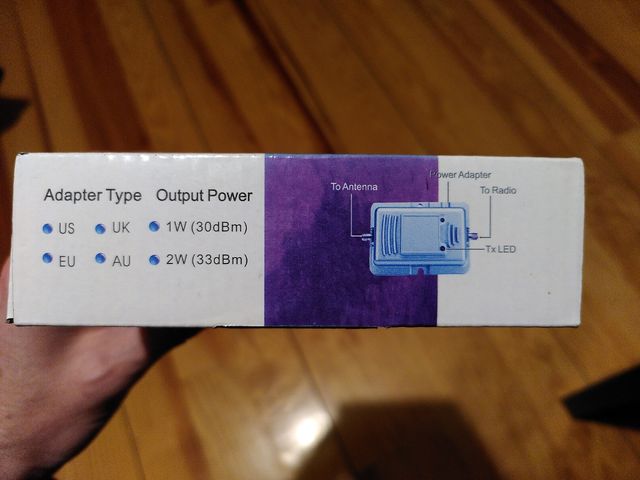 Adapter Type Output Power
US UK 1W (30dBm)
EU AU 2W (33dBm)
Power Adapter
To Antenna
To Radio
Tx LED